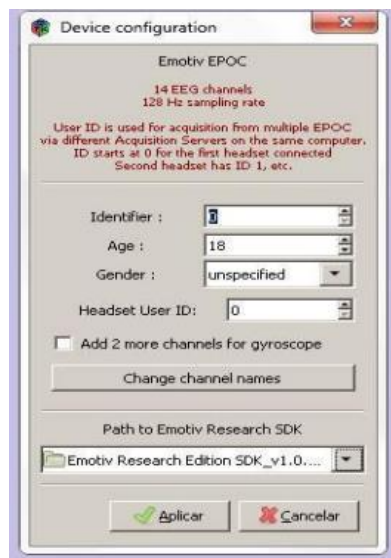 Device configuration
Emotiv EPOC
14 EEG channels
128 Hz sampling rate
User ID is used for acquisition from multiple EPOC
via different Acquisition Servers on the same computer.
ID starts at 0 for the first headset connected
Second headset has ID 1, etc.
Identifier : 0
Age : 18
Gender : unspecified
Headset User ID: 0
Add 2 more channels for gyroscope
Change channel names
Path to Emotiv Research SDK
Emotiv Research Edition SDK_v1.0....
Aplicar Cancelar